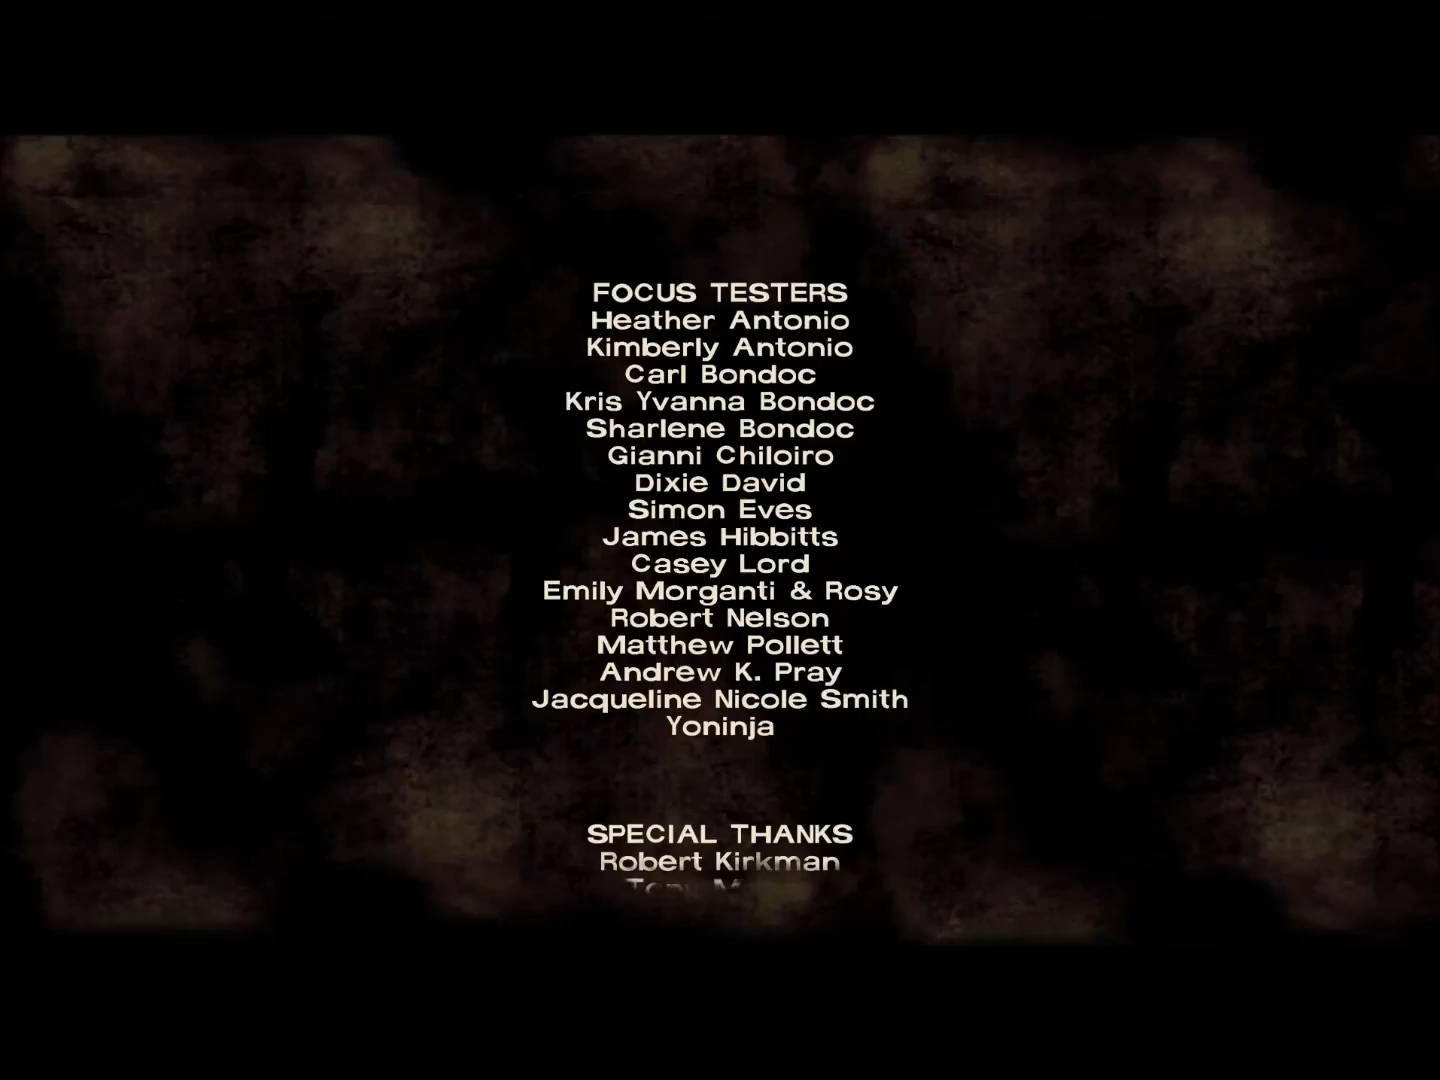 FOCUS TESTERS
Heather Antonio
Kimberly Antonio
Carl Bondoc
Kris Yvanna Bondoc
Sharlene Bondoc
Gianni Chiloiro
Dixie David
Simon Eves
James Hibbitts
Casey Lord
Emily Morganti & Rosy
Robert Nelson
Matthew Pollett
Andrew K. Pray
Jacqueline Nicole Smith
Yoninja
SPECIAL THANKS
Robert Kirkman